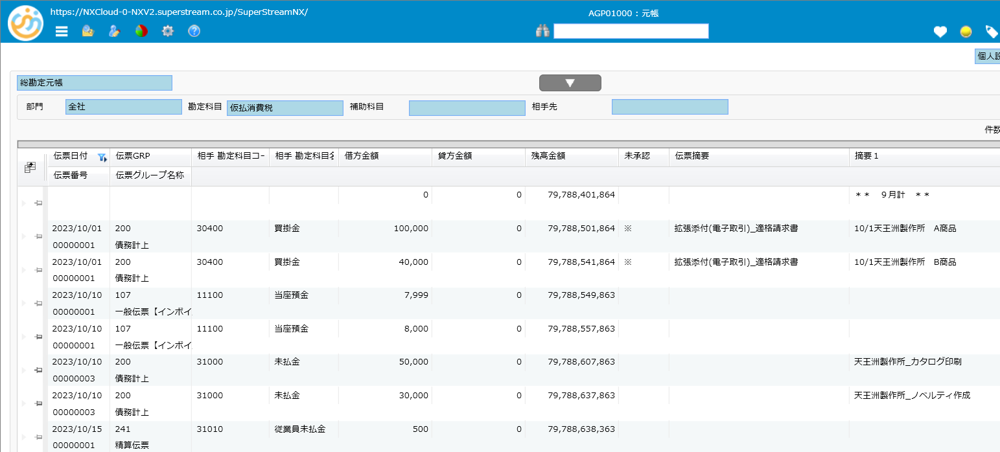 https://NXCloud-0-NXV2.superstream.co.jp/SuperStreamNX/
AGP01000 : 元帳
個人設
総勘定元帳
部門 全社 勘定科目 仮払消費税 補助科目 相手先
件数
伝票日付 伝票GRP 相手 勘定科目コー 相手 勘定科目名 借方金額 貸方金額 残高金額 未承認 伝票摘要 摘要１
伝票番号 伝票グループ名称
0 0 79,788,401,864 ＊＊ ９月計 ＊＊
2023/10/01 200 30400 買掛金 100,000 0 79,788,501,864 ※ 拡張添付(電子取引)_適格請求書 10/1天王洲製作所 A商品
00000001 債務計上
2023/10/01 200 30400 買掛金 40,000 0 79,788,541,864 ※ 拡張添付(電子取引)_適格請求書 10/1天王洲製作所 B商品
00000001 債務計上
2023/10/10 107 11100 当座預金 7,999 0 79,788,549,863
00000001 一般伝票【インボイ
2023/10/10 107 11100 当座預金 8,000 0 79,788,557,863
00000001 一般伝票【インボイ
2023/10/10 200 31000 未払金 50,000 0 79,788,607,863 天王洲製作所_カタログ印刷
00000003 債務計上
2023/10/10 200 31000 未払金 30,000 0 79,788,637,863 天王洲製作所_ノベルティ作成
00000003 債務計上
2023/10/15 241 31010 従業員未払金 500 0 79,788,638,363
00000001 精算伝票